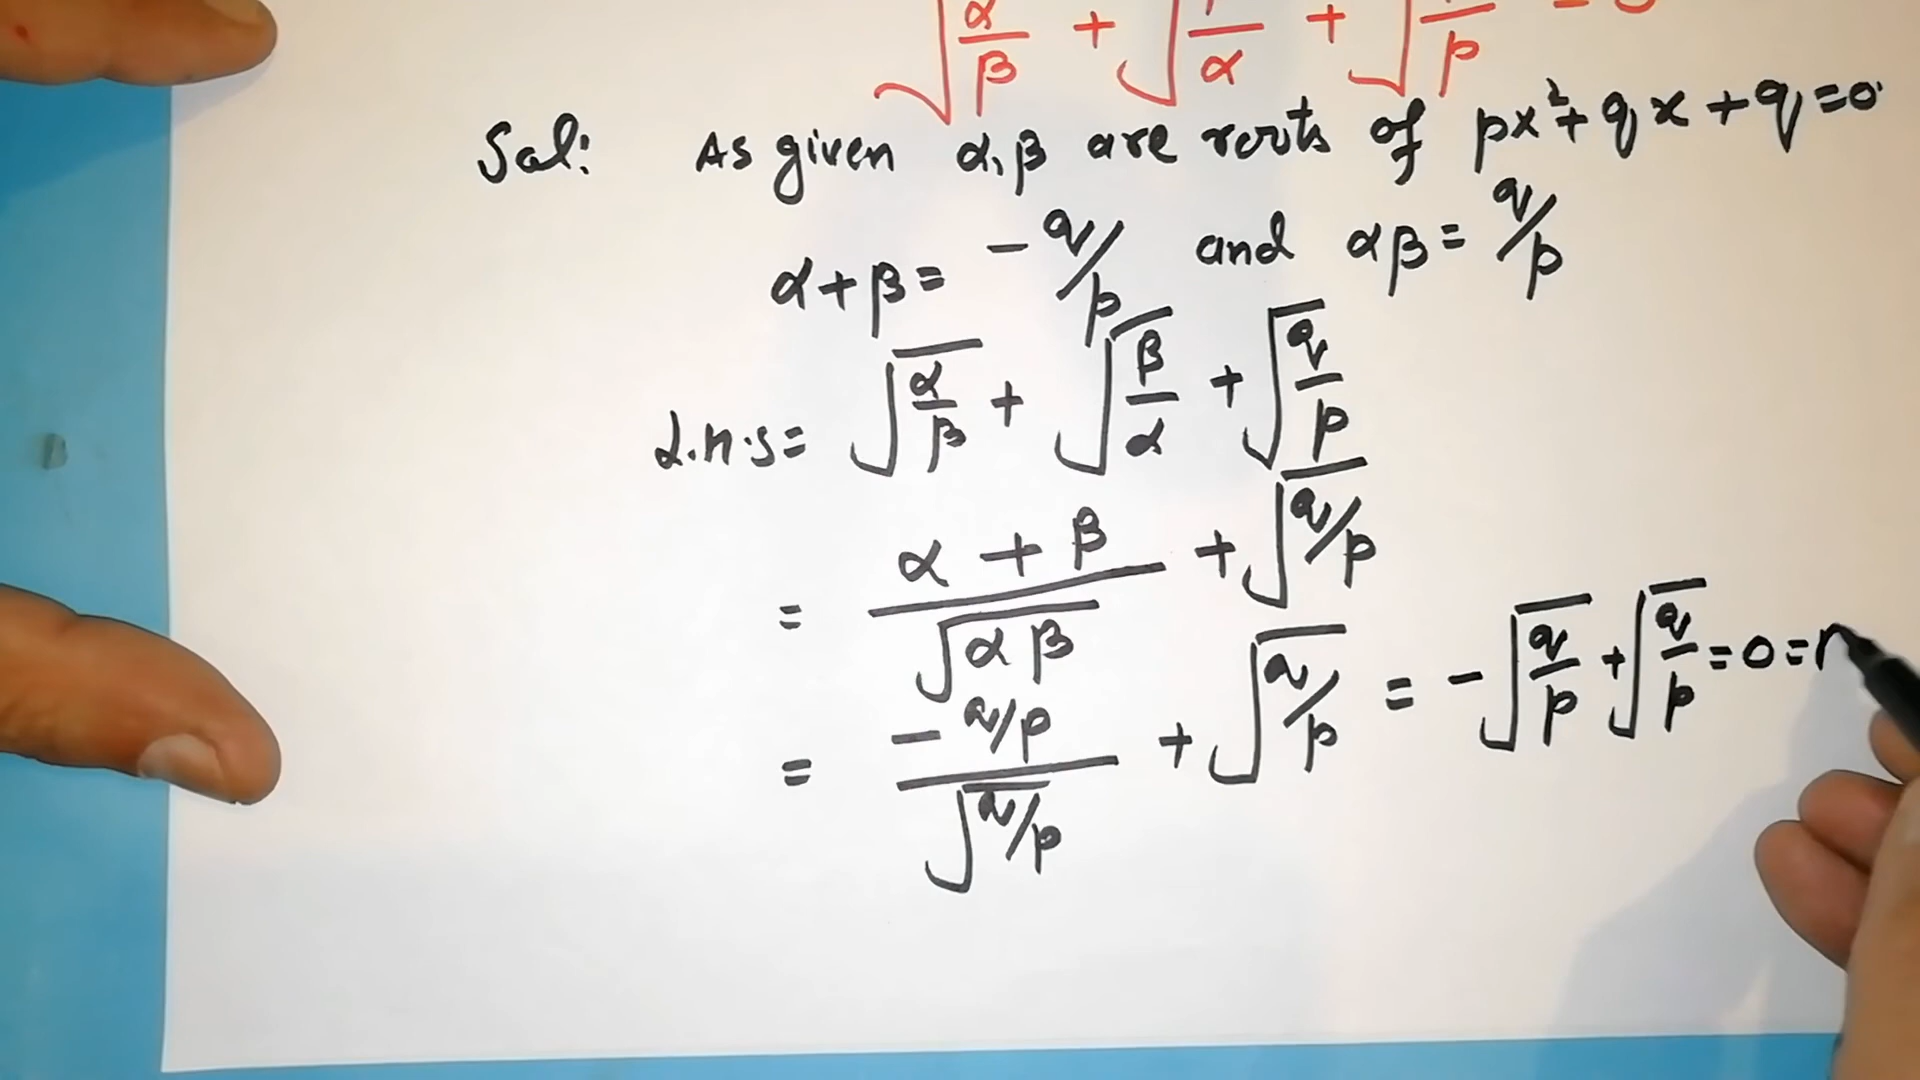 √(α/β) + √(/α) + √(/p) = 0
Sol: As given α, β are roots of px² + qx + q = 0
α + β = -q/p and αβ = q/p
L.H.S = √(α/β) + √(β/α) + √(q/p)
= (α + β)/√(αβ) + √(q/p)
= (-q/p)/√(q/p) + √(q/p) = -√(q/p) + √(q/p) = 0 =